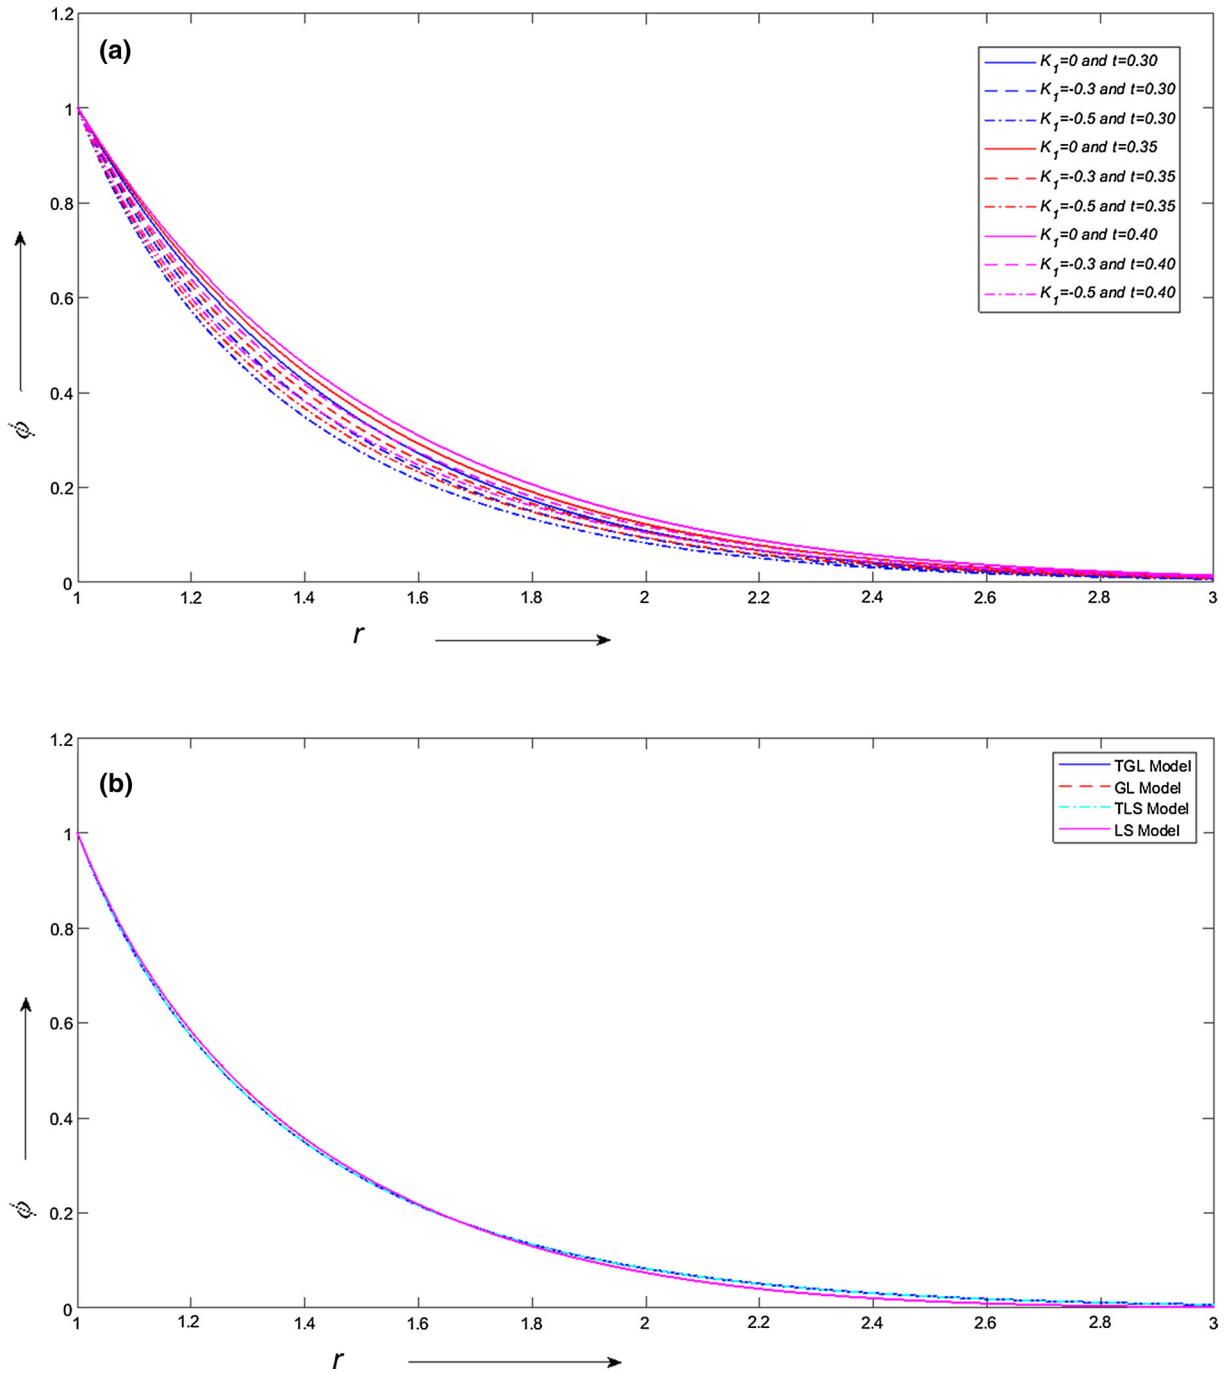 (a)
1.2
1
0.8
0.6
0.4
0.2
0
1 1.2 1.4 1.6 1.8 2 2.2 2.4 2.6 2.8 3
K1=0 and t=0.30
K1=-0.3 and t=0.30
K1=-0.5 and t=0.30
K1=0 and t=0.35
K1=-0.3 and t=0.35
K1=-0.5 and t=0.35
K1=0 and t=0.40
K1=-0.3 and t=0.40
K1=-0.5 and t=0.40
ϕ
r
(b)
1.2
1
0.8
0.6
0.4
0.2
0
1 1.2 1.4 1.6 1.8 2 2.2 2.4 2.6 2.8 3
TGL Model
GL Model
TLS Model
LS Model
ϕ
r